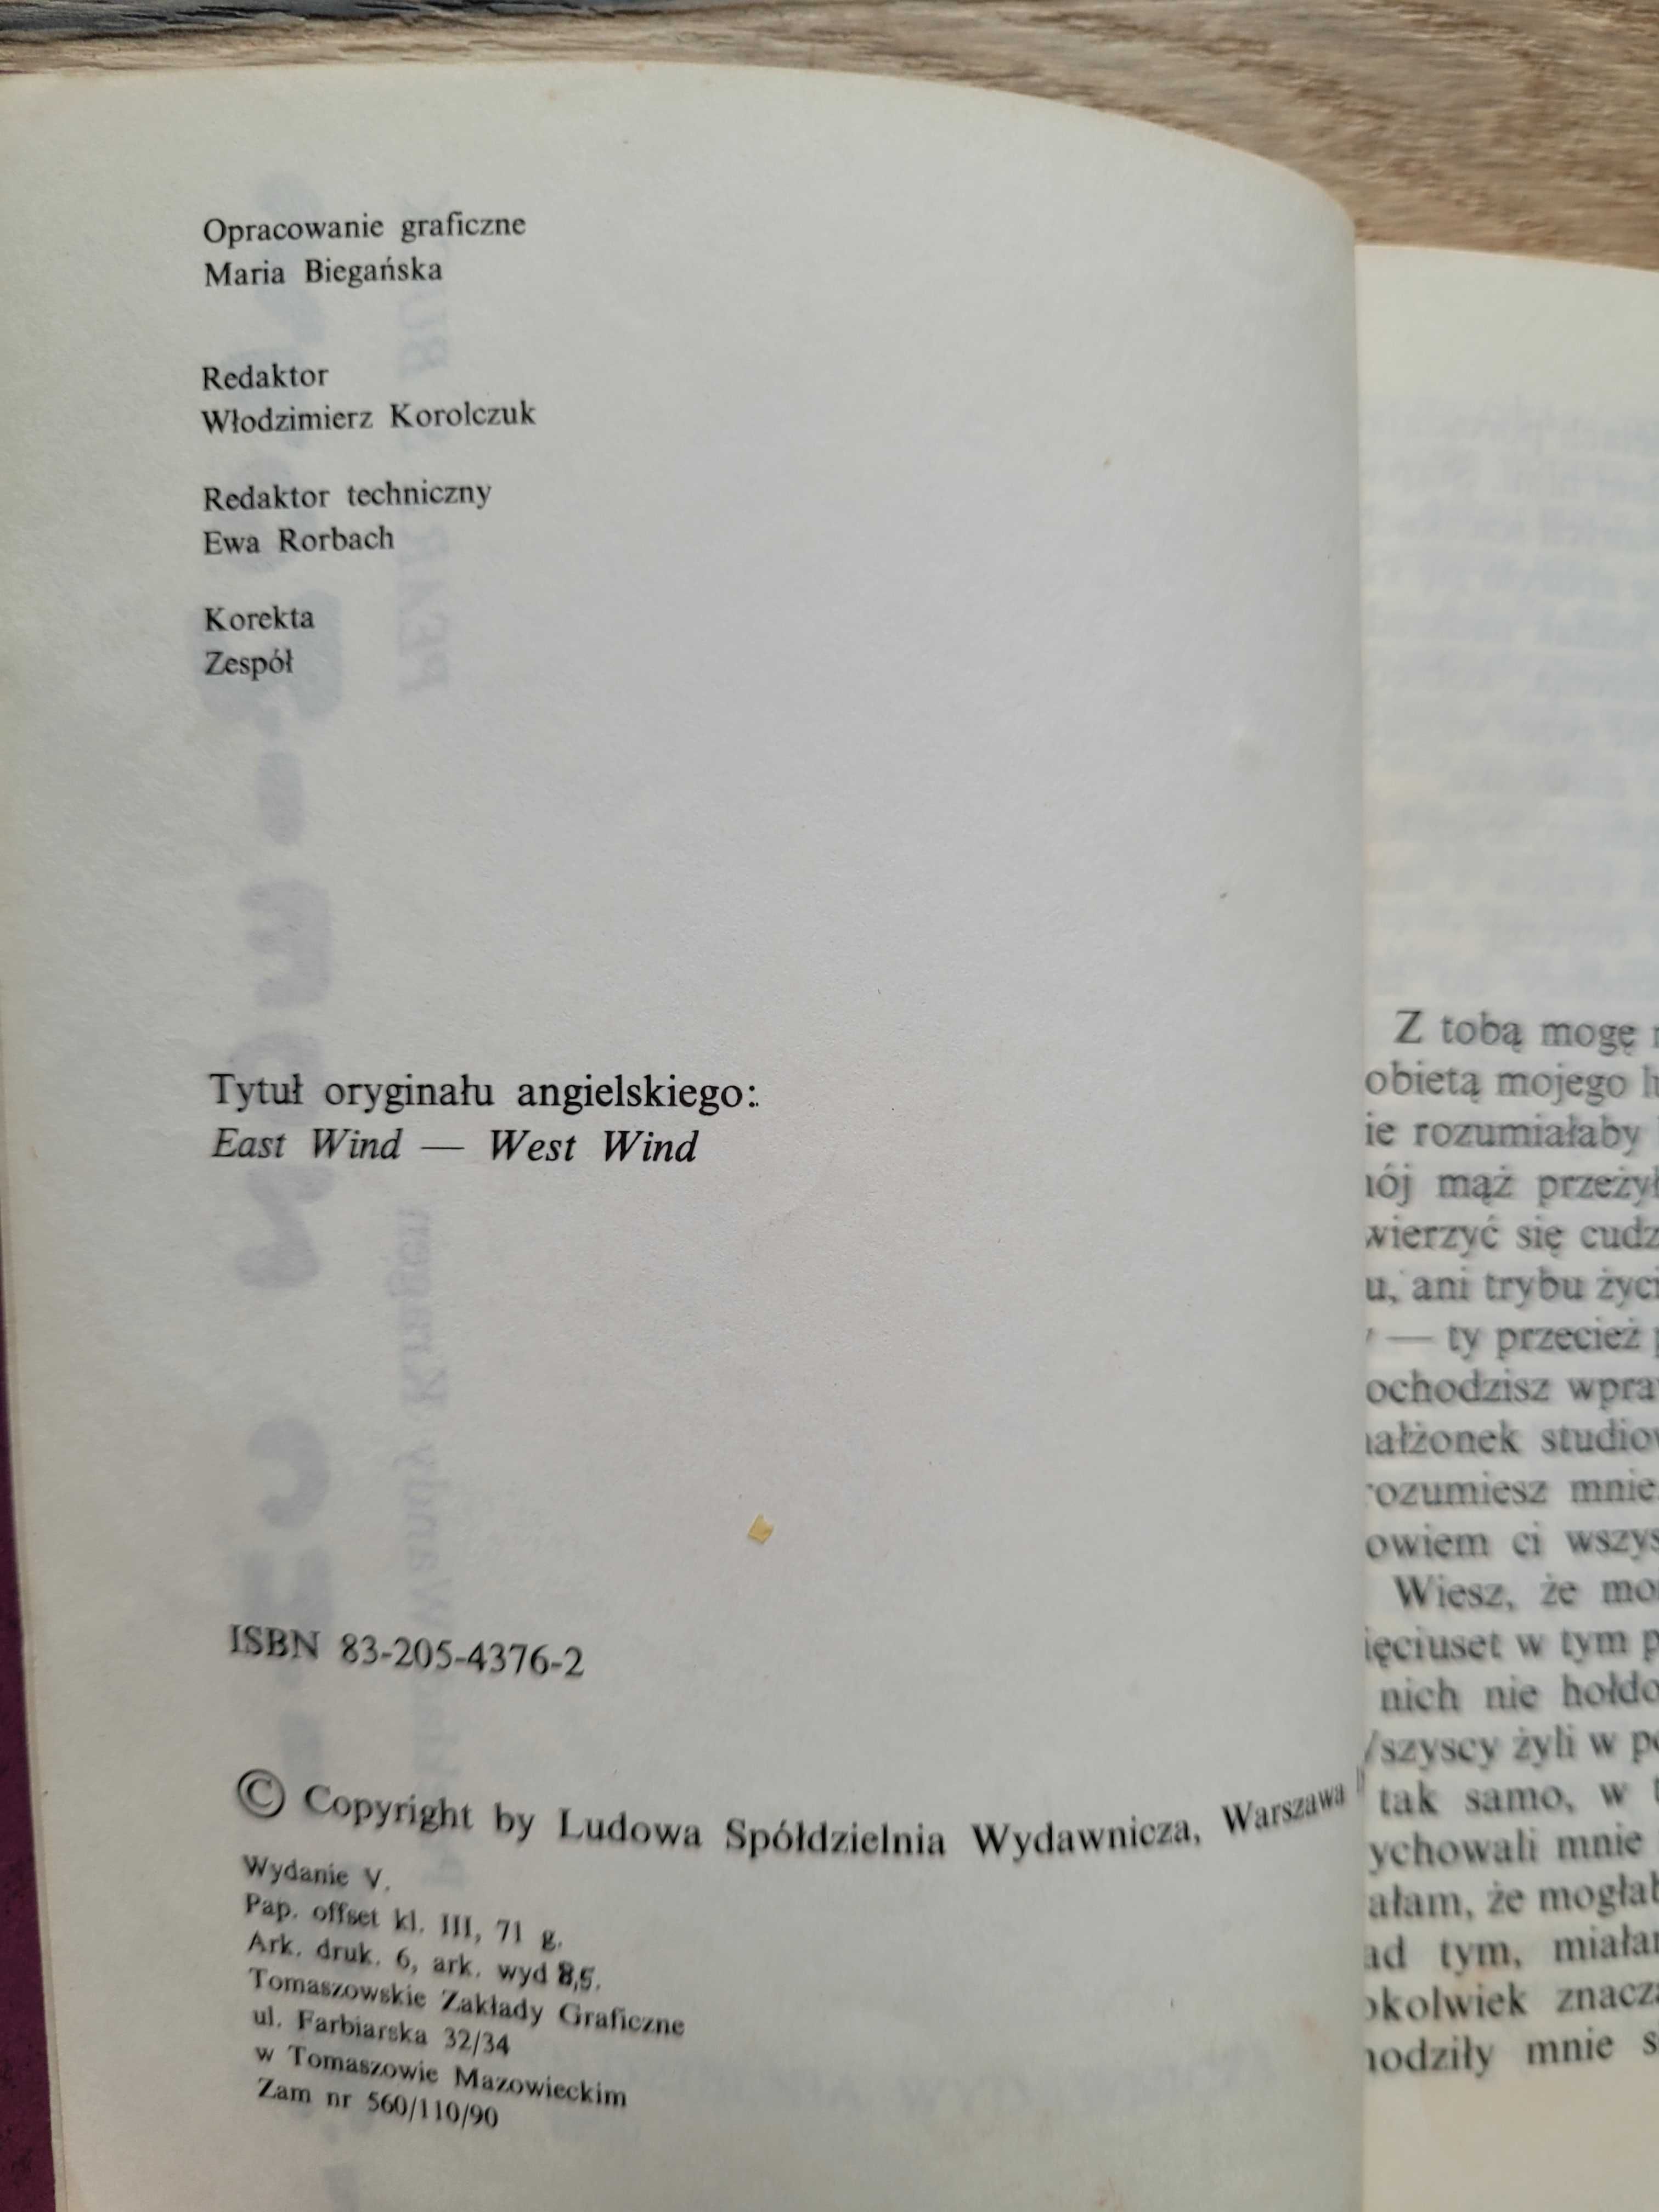 Opracowanie graficzne
Maria Biegańska
Redaktor
Włodzimierz Korolczuk
Redaktor techniczny
Ewa Rorbach
Korekta
Zespół
Tytuł oryginału angielskiego:
East Wind — West Wind
ISBN 83-205-4376-2
© Copyright by Ludowa Spółdzielnia Wydawnicza, Warszawa
Wydanie V.
Pap. offset kl. III, 71 g.
Ark. druk. 6, ark. wyd 8,5.
Tomaszowskie Zakłady Graficzne
ul. Farbiarska 32/34
w Tomaszowie Mazowieckim
Zam nr 560/110/90
Z tobą mogę
obietą mojego
ie rozumiałaby
mąż przeży
wierzyć się cudz
u, ani trybu życi
— ty przecież
ochodzisz wpra
ałżonek studio
rozumiesz mnie
owiem ci wszys
Wiesz, że mo
ięciuset w tym p
nich nie hołdo
szyscy żyli w p
tak samo, w
ychowali mnie
ałam, że mogła
ad tym, miała
okolwiek znacz
odziły mnie s